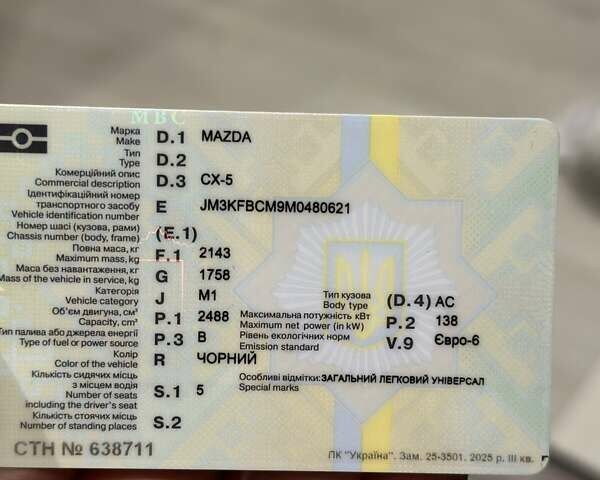 МВС
Марка
Make D.1 MAZDA
Тип
Type D.2
Комерційний опис
Commercial description D.3 CX-5
Ідентифікаційний номер
транспортного засобу
Vehicle identification number E JM3KFBCM9M0480621
Номер шасі (кузова, рами)
Chassis number (body, frame) (E.1)
Повна маса, кг
Maximum mass, kg F.1 2143
Маса без навантаження, кг
Mass of the vehicle in service, kg G 1758
Категорія
Vehicle category J M1
Тип кузова
Body type (D.4) AC
Об'єм двигуна, см³
Capacity, cm³ P.1 2488
Максимальна потужність кВт
Maximum net power (in kW) P.2 138
Тип палива або джерела енергії
Type of fuel or power source P.3 B
Рівень екологічних норм
Emission standard V.9 Євро-6
Колір
Color of the vehicle R ЧОРНИЙ
Кількість сидячих місць
з місцем водія
Number of seats
including the driver's seat S.1 5
Особливі відмітки: ЗАГАЛЬНИЙ ЛЕГКОВИЙ УНІВЕРСАЛ
Special marks
Кількість стоячих місць
Number of standing places S.2
СТН № 638711
ПК "Україна". Зам. 25-3501. 2025 р. III кв.